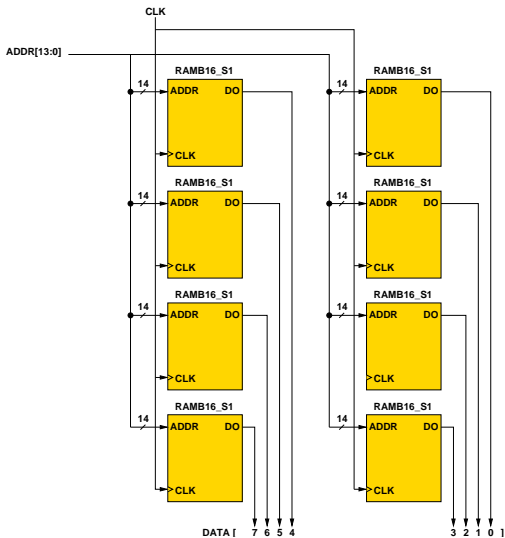 CLK
ADDR[13:0]
RAMB16_S1 RAMB16_S1
14 ADDR DO 14 ADDR DO
CLK CLK
RAMB16_S1 RAMB16_S1
14 ADDR DO 14 ADDR DO
CLK CLK
RAMB16_S1 RAMB16_S1
14 ADDR DO 14 ADDR DO
CLK CLK
RAMB16_S1 RAMB16_S1
14 ADDR DO 14 ADDR DO
CLK CLK
DATA [ 7 6 5 4 3 2 1 0 ]